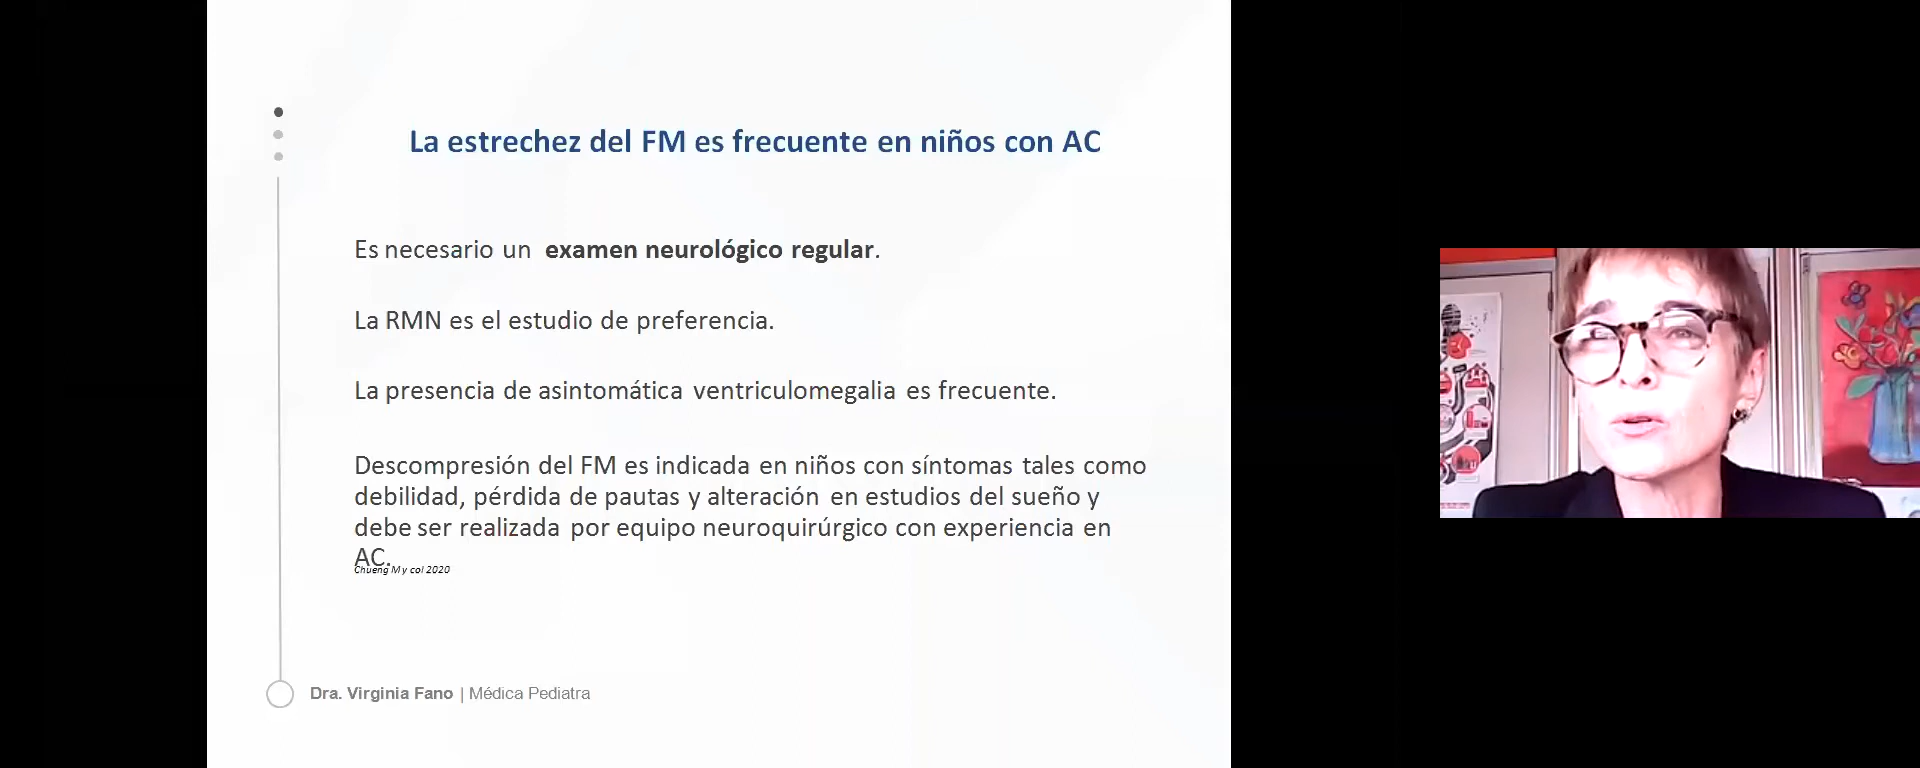 La estrechez del FM es frecuente en niños con AC
Es necesario un examen neurológico regular.
La RMN es el estudio de preferencia.
La presencia de asintomática ventriculomegalia es frecuente.
Descompresión del FM es indicada en niños con síntomas tales como
debilidad, pérdida de pautas y alteración en estudios del sueño y
debe ser realizada por equipo neuroquirúrgico con experiencia en
AC.
Chueng M y col 2020
Dra. Virginia Fano | Médica Pediatra